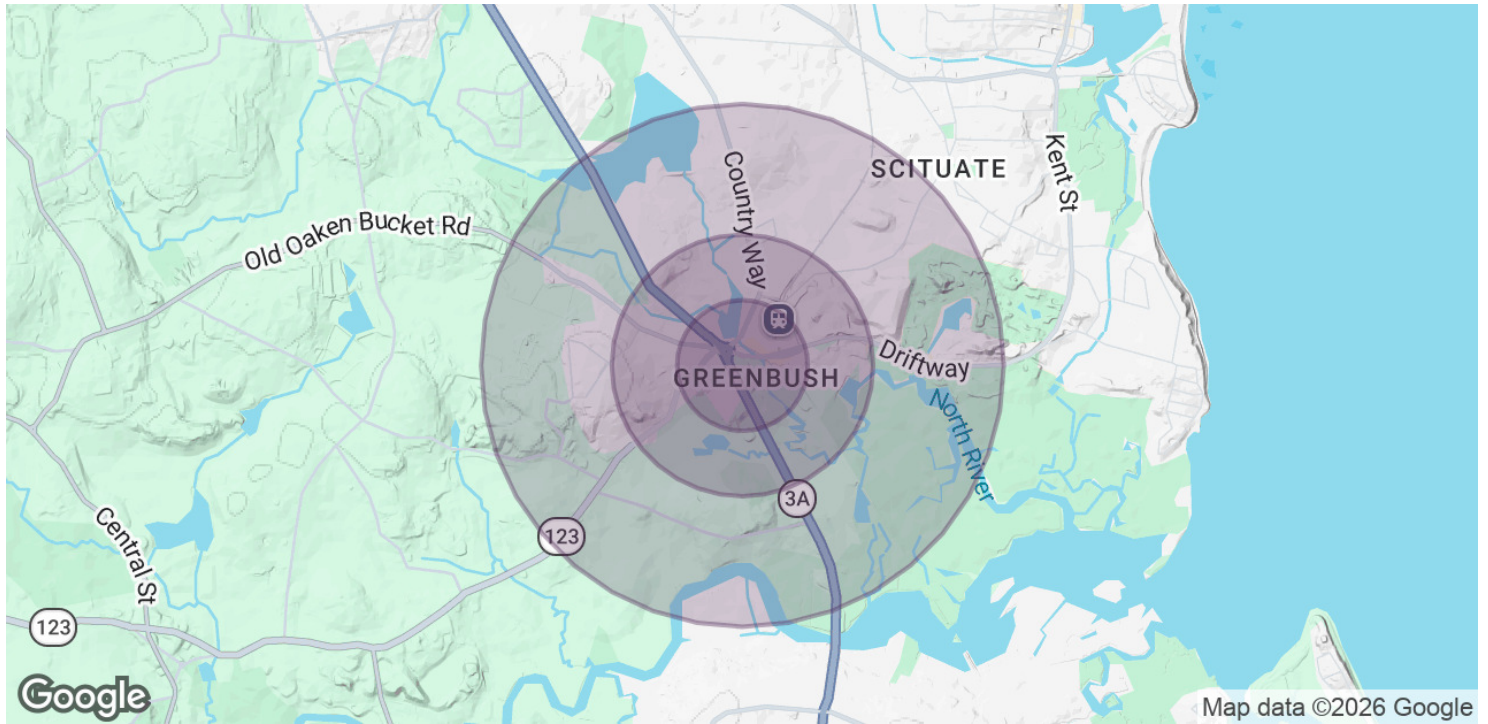 SCITUATE
Kent St
Country Way
Old Oaken Bucket Rd
Driftway
GREENBUSH
North River
3A
123
Central St
123
Google
Map data ©2026 Google